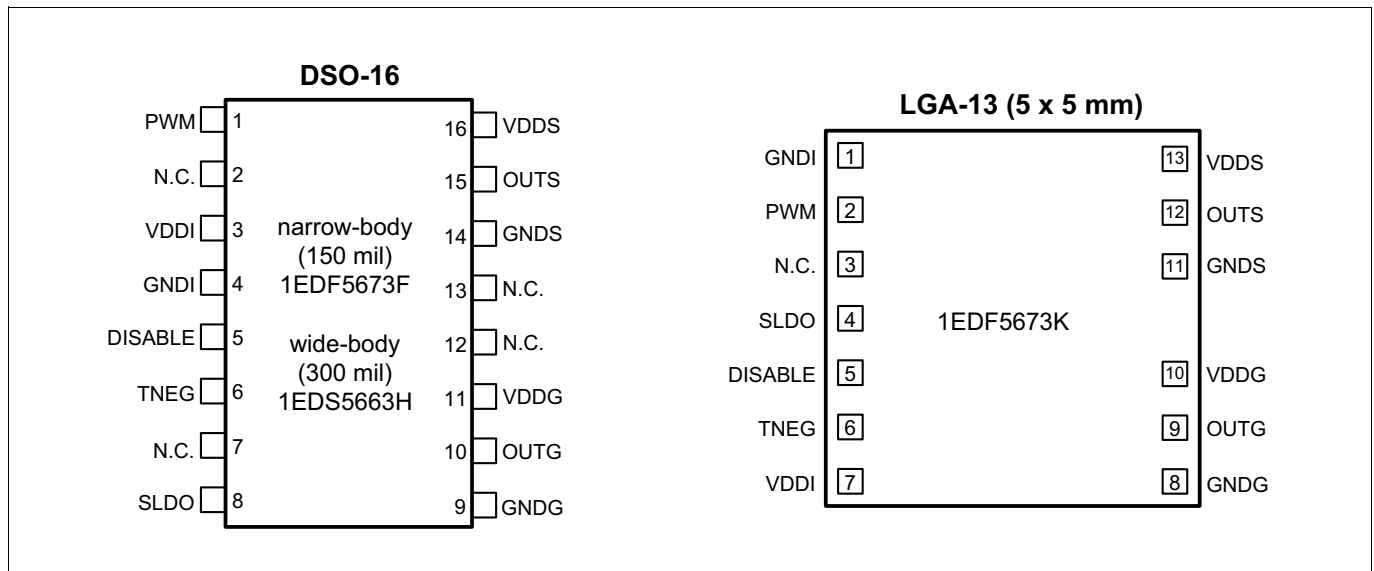 DSO-16
PWM 1 16 VDDS
N.C. 2 15 OUTS
VDDI 3 narrow-body 14 GNDS
(150 mil)
GNDI 4 1EDF5673F 13 N.C.
DISABLE 5 wide-body 12 N.C.
(300 mil)
TNEG 6 1EDS5663H 11 VDDG
N.C. 7 10 OUTG
SLDO 8 9 GNDG
LGA-13 (5 x 5 mm)
GNDI 1 13 VDDS
PWM 2 12 OUTS
N.C. 3 11 GNDS
SLDO 4 1EDF5673K
DISABLE 5 10 VDDG
TNEG 6 9 OUTG
VDDI 7 8 GNDG